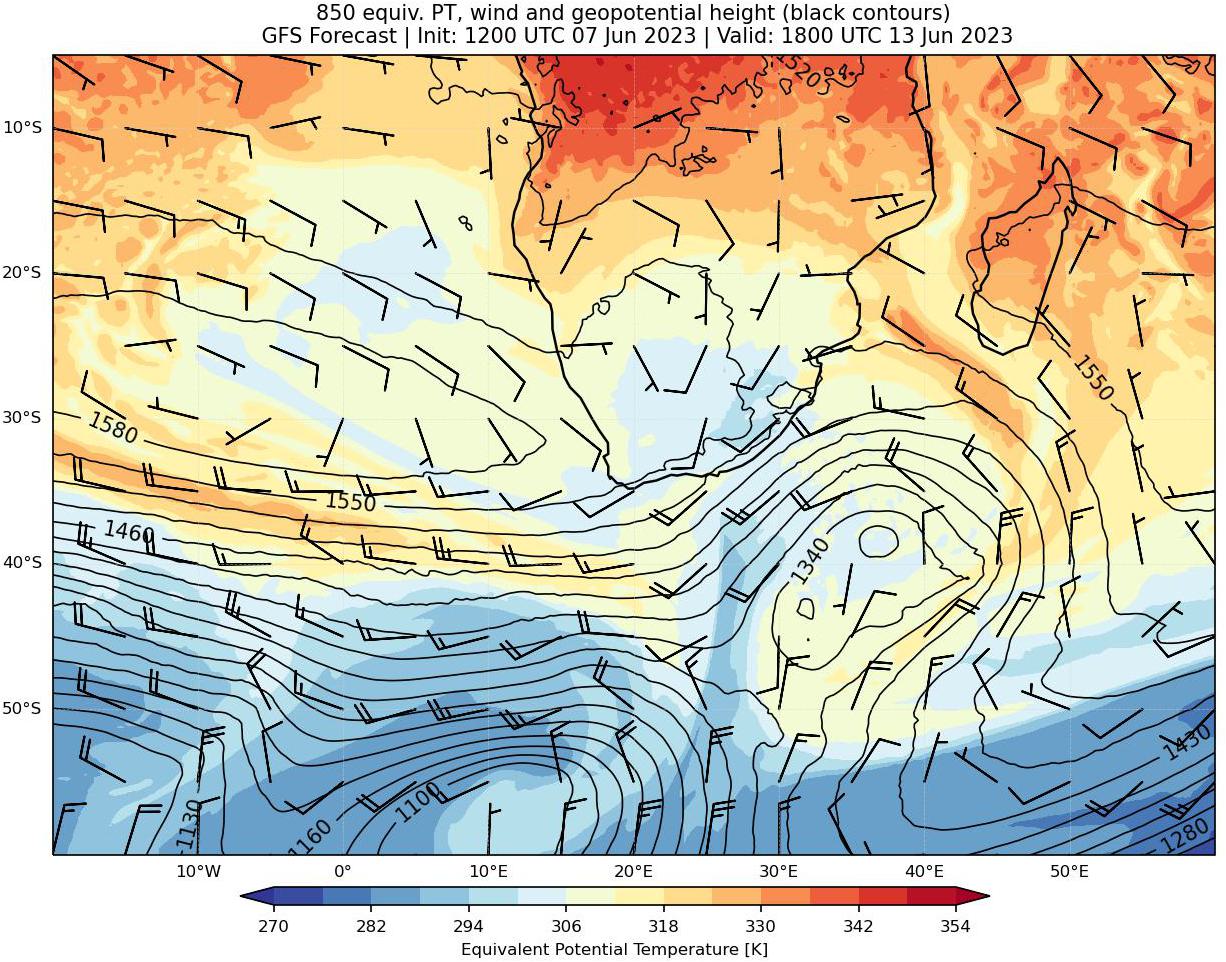 850 equiv. PT, wind and geopotential height (black contours)
GFS Forecast | Init: 1200 UTC 07 Jun 2023 | Valid: 1800 UTC 13 Jun 2023
1520
10°S
20°S
1550
30°S
1580
1550
1460
1340
40°S
50°S
1430
1100
1130
1160
1280
10°W 0° 10°E 20°E 30°E 40°E 50°E
270 282 294 306 318 330 342 354
Equivalent Potential Temperature [K]